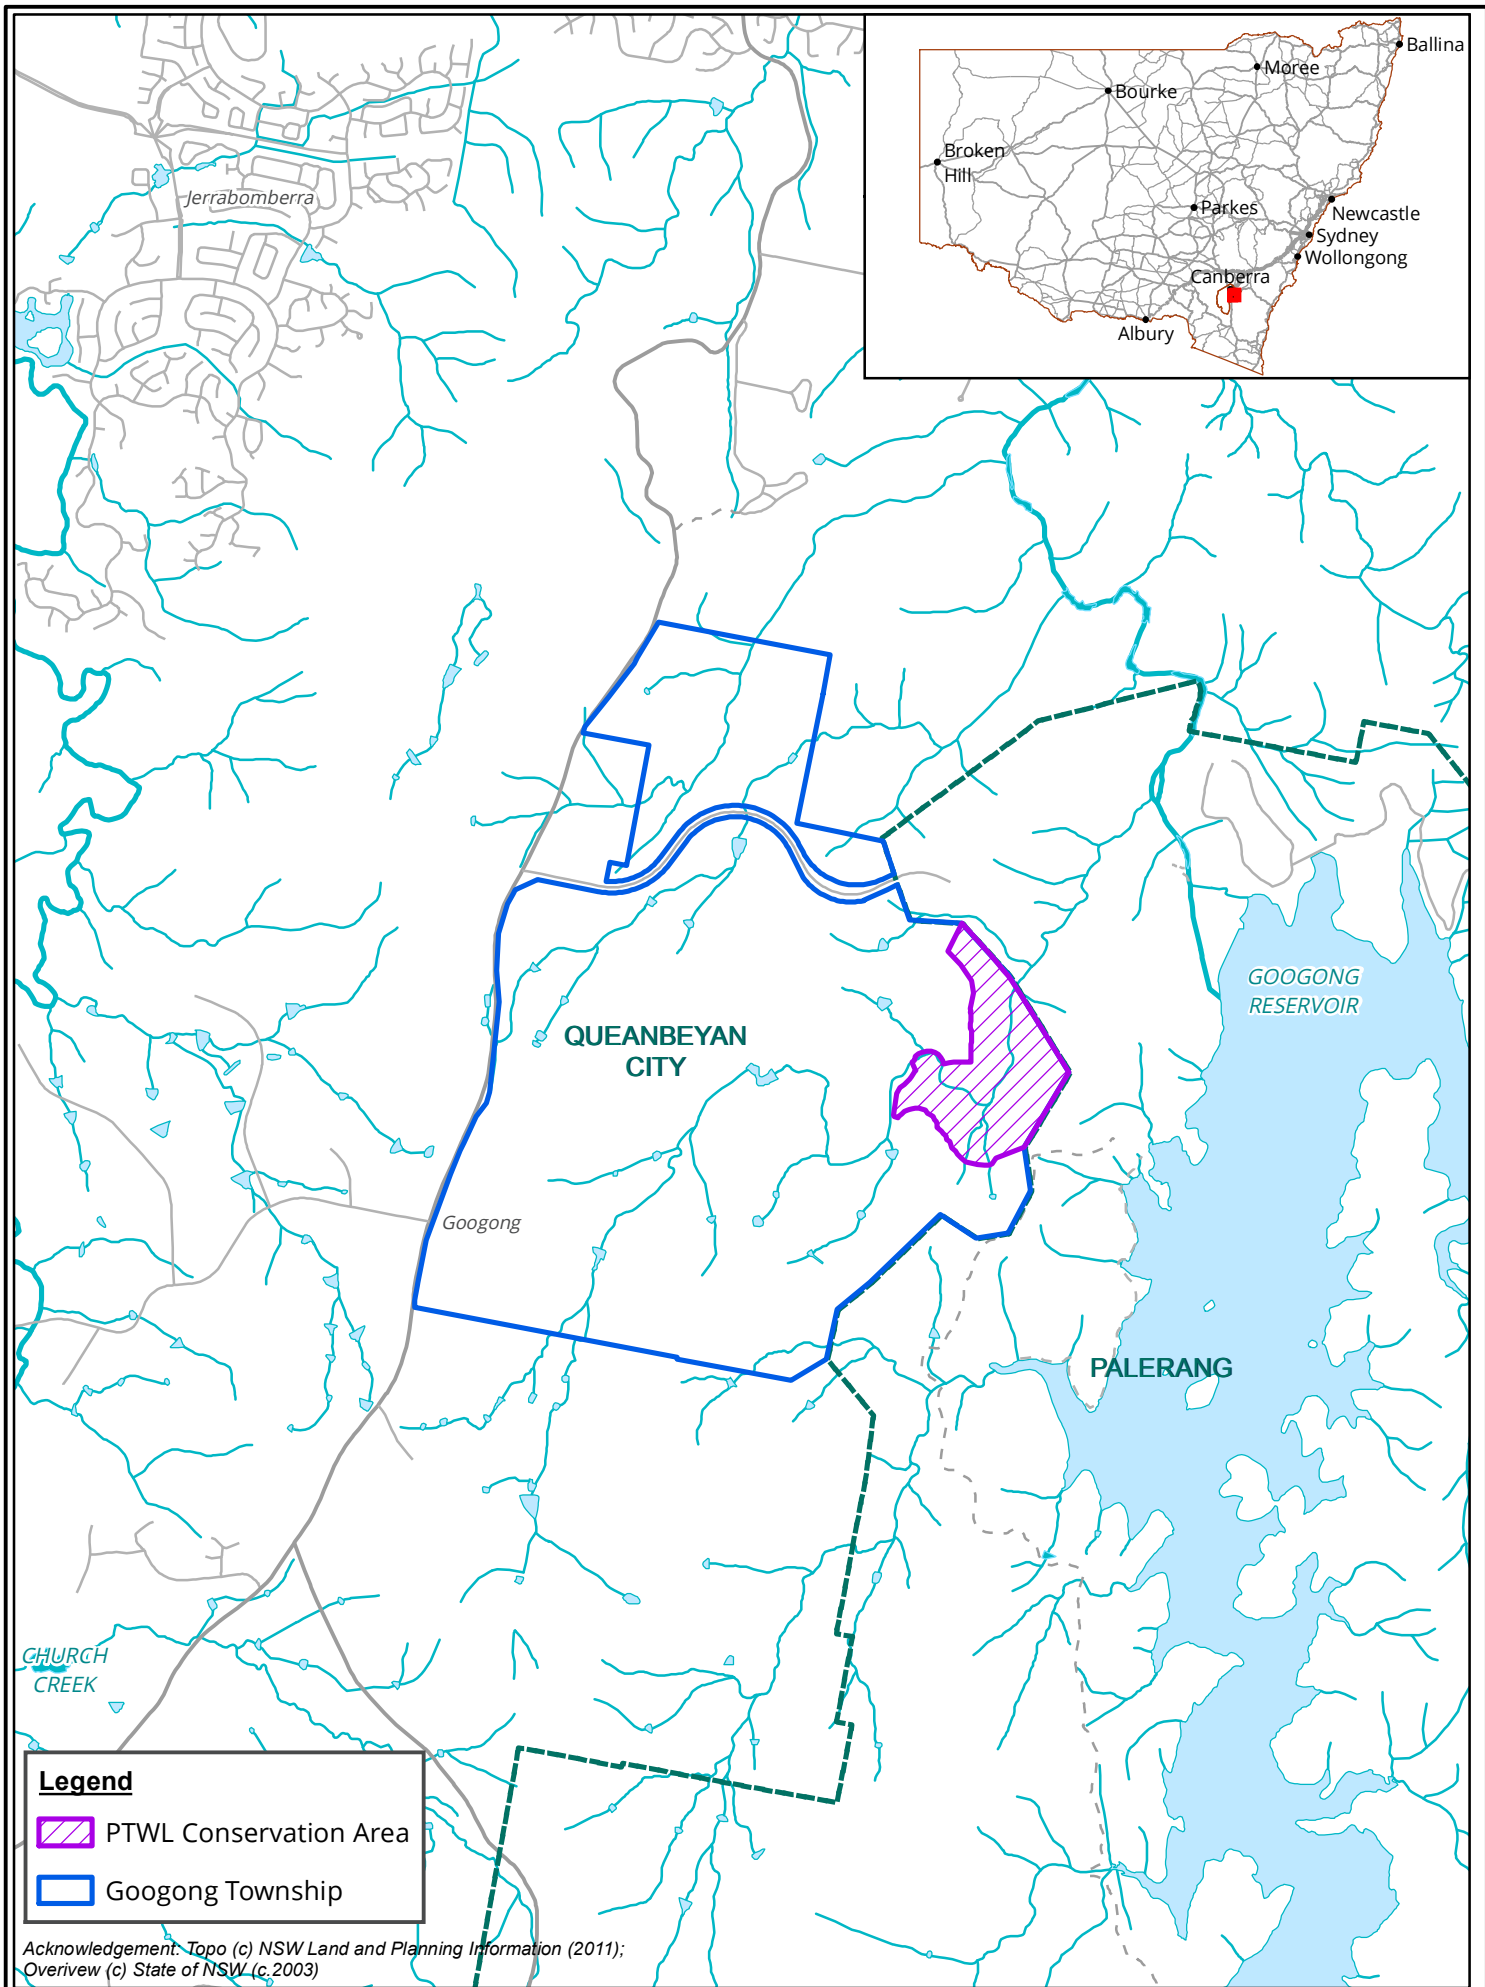 Ballina
Moree
Bourke
Broken
Hill
Parkes
Newcastle
Sydney
Wollongong
Canberra
Albury
Jerrabomberra
GOOGONG
RESERVOIR
QUEANBEYAN
CITY
Googong
PALERANG
CHURCH
CREEK
Legend
PTWL Conservation Area
Googong Township
Acknowledgement: Topo (c) NSW Land and Planning Information (2011);
Overivew (c) State of NSW (c.2003)